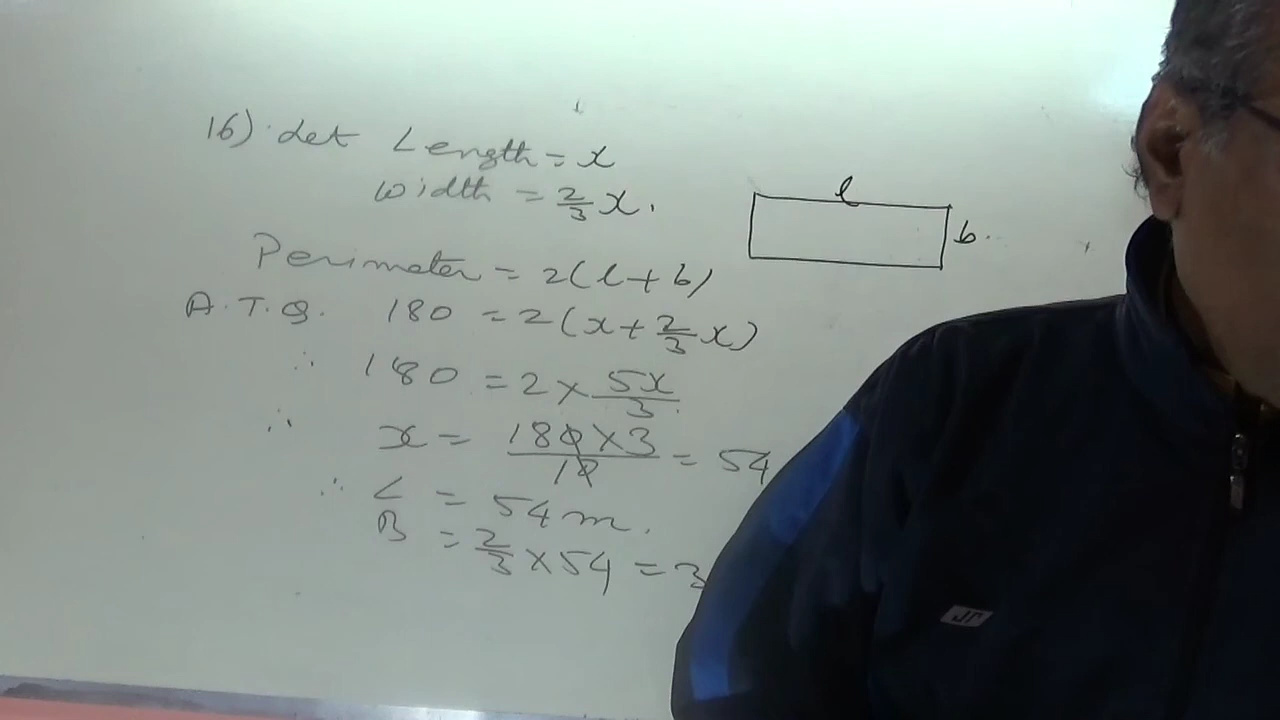 16) Let Length = x
Width = 2/3 x.
l
b.
Perimeter = 2(l+b)
A.T.Q. 180 = 2(x+2/3 x)
∴ 180 = 2 × 5x/3
∴ x = 180×3/10 = 54
∴ L = 54 m.
B = 2/3 × 54 = 3